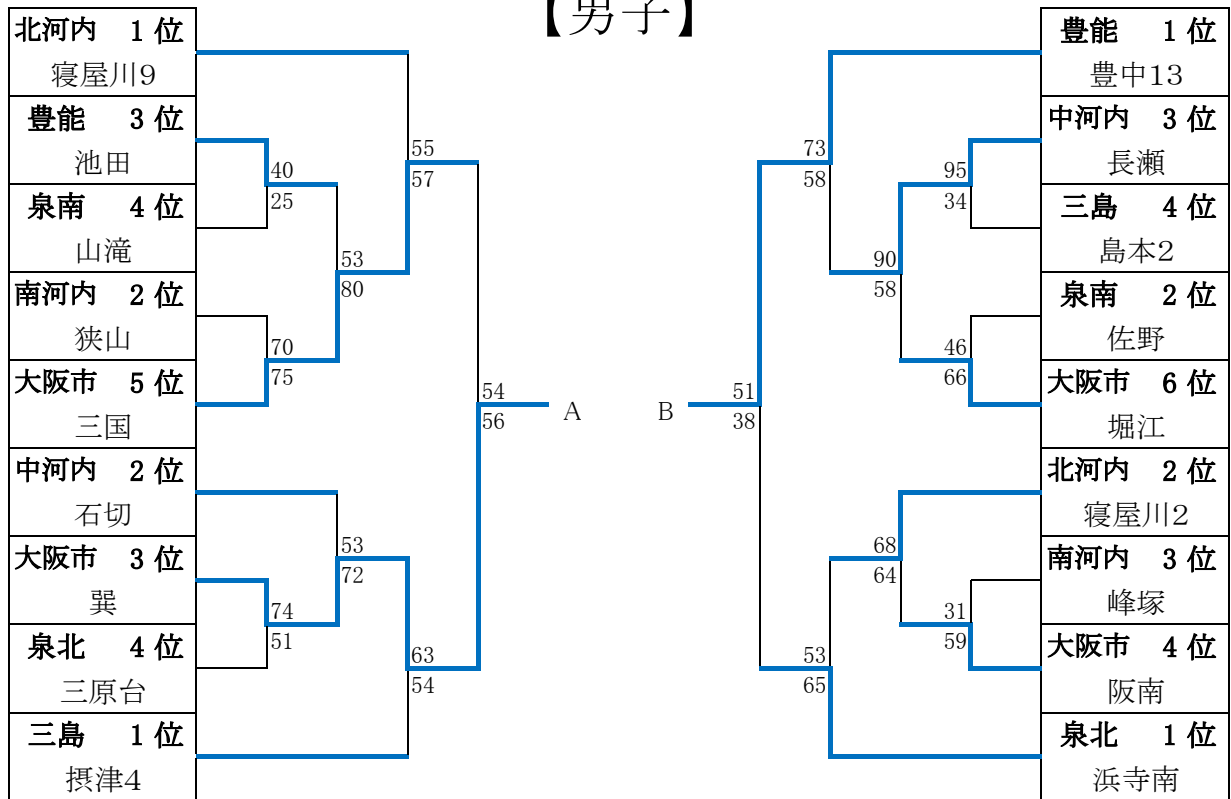 【男子】
北河内 1 位
寝屋川9
豊能 3 位
池田
泉南 4 位
山滝
南河内 2 位
狭山
大阪市 5 位
三国
中河内 2 位
石切
大阪市 3 位
巽
泉北 4 位
三原台
三島 1 位
摂津4
40
25
70
75
74
51
53
80
53
72
55
57
63
54
54
56
A
B
51
38
73
58
53
65
90
58
68
64
95
34
46
66
31
59
豊能 1 位
豊中13
中河内 3 位
長瀬
三島 4 位
島本2
泉南 2 位
佐野
大阪市 6 位
堀江
北河内 2 位
寝屋川2
南河内 3 位
峰塚
大阪市 4 位
阪南
泉北 1 位
浜寺南